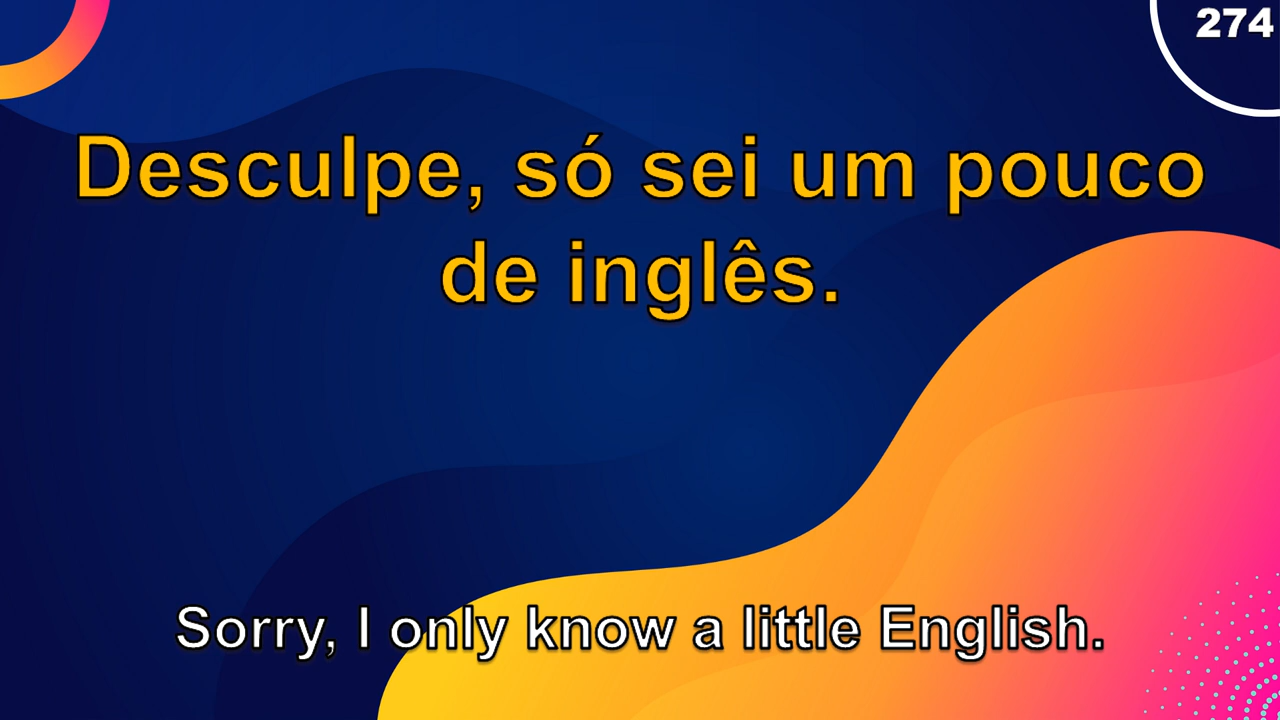 274
Desculpe, só sei um pouco
de inglês.
Sorry, I only know a little English.